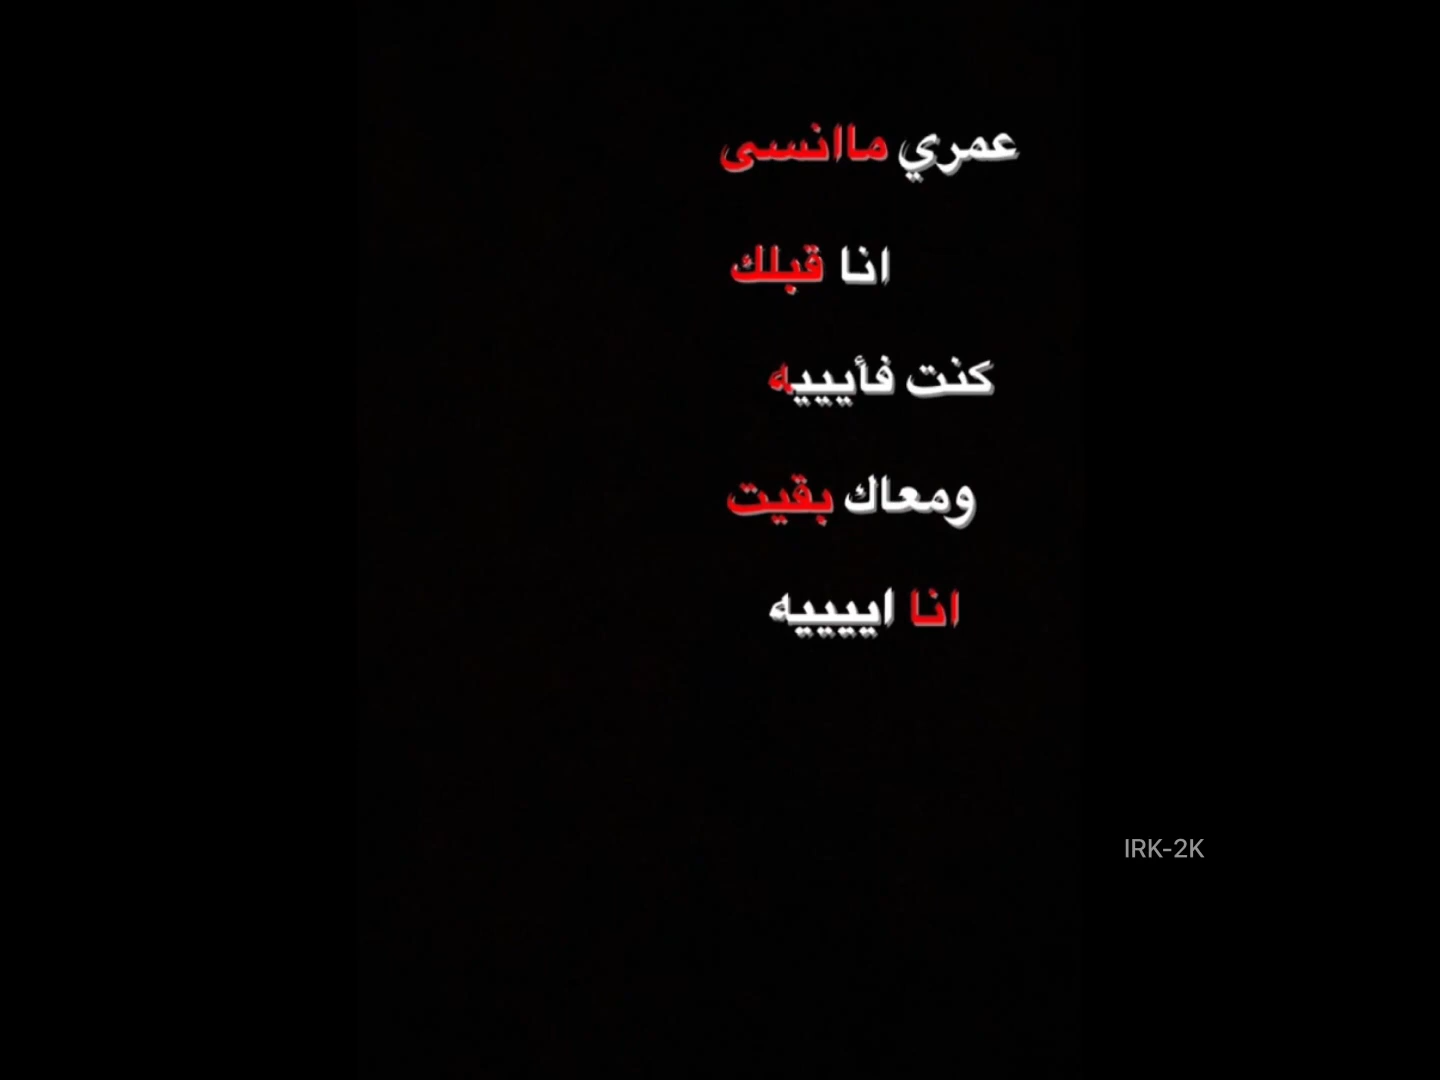 عمري ماانسى
انا قبلك
كنت فأيييه
ومعاك بقيت
انا اييييه
IRK-2K